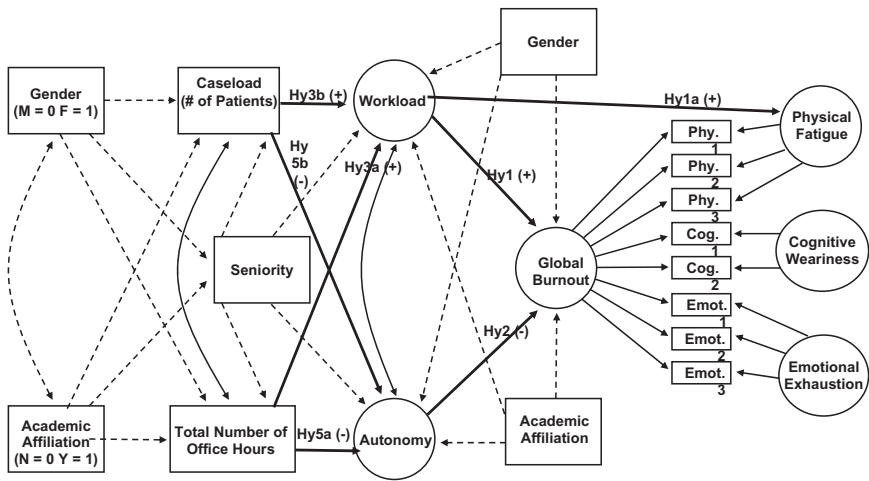 Gender
Gender
(M = 0 F = 1)
Caseload
(# of Patients)
Hy3b (+)
Workload
Hy1a (+)
Physical
Fatigue
Phy.
1
Phy.
2
Phy.
3
Hy
5b
(-)
Hy3a (+)
Hy1 (+)
Cog.
1
Cog.
2
Cognitive
Weariness
Seniority
Global
Burnout
Emot.
1
Emot.
2
Emot.
3
Hy2 (-)
Emotional
Exhaustion
Academic
Affiliation
(N = 0 Y = 1)
Total Number of
Office Hours
Hy5a (-)
Autonomy
Academic
Affiliation